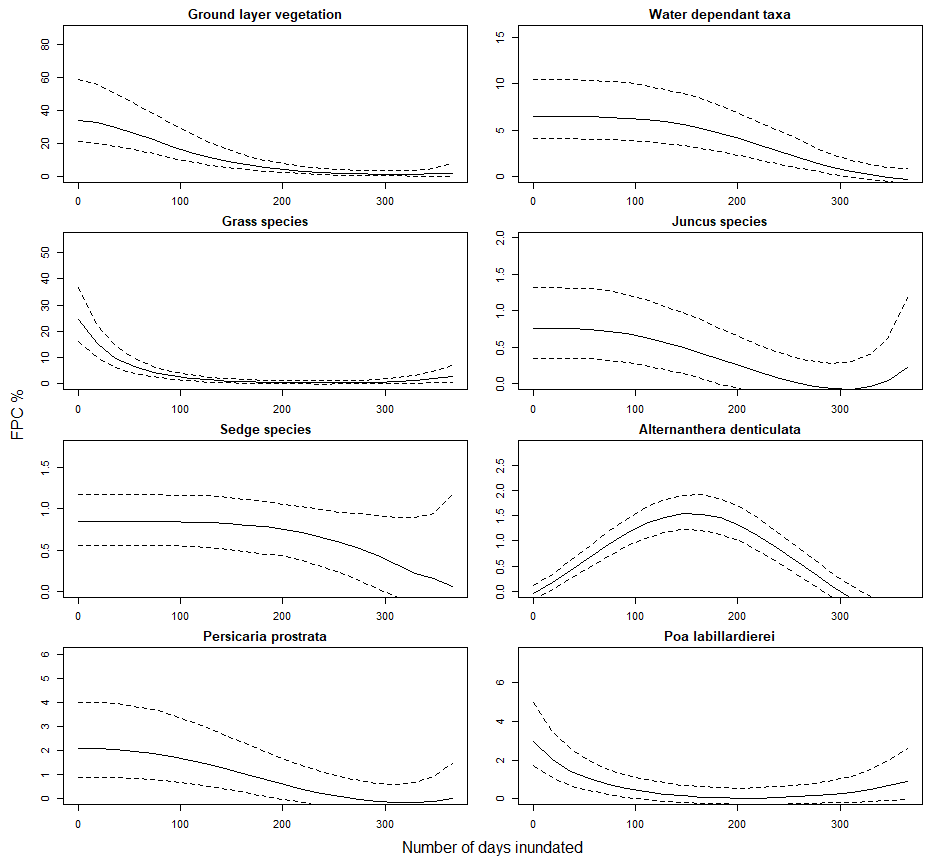 Ground layer vegetation
80
60
40
20
0
0 100 200 300
Water dependant taxa
15
10
5
0
0 100 200 300
Grass species
50
40
30
20
10
0
0 100 200 300
Juncus species
2.0
1.5
1.0
0.5
0.0
0 100 200 300
Sedge species
1.5
1.0
0.5
0.0
0 100 200 300
Alternanthera denticulata
2.5
2.0
1.5
1.0
0.5
0.0
0 100 200 300
Persicaria prostrata
6
5
4
3
2
1
0
0 100 200 300
Poa labillardierei
6
4
2
0
0 100 200 300
FPC %
Number of days inundated